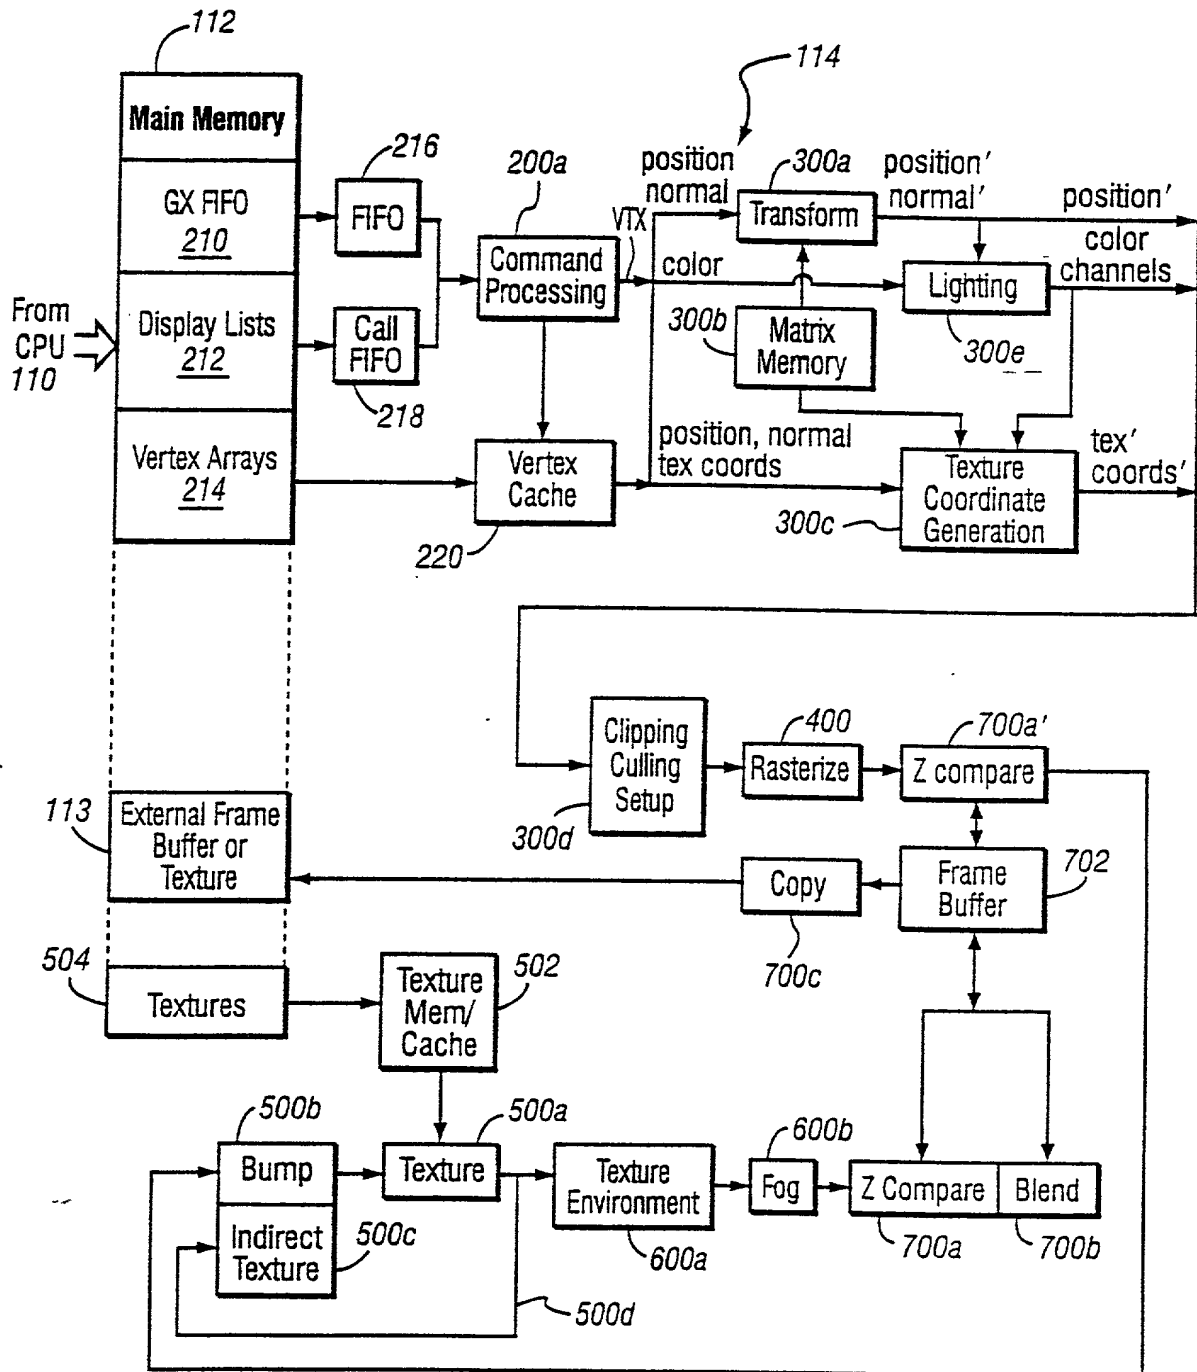 112
114
Main Memory
GX FIFO
210
Display Lists
212
Vertex Arrays
214
From
CPU
110
216
FIFO
Call
FIFO
218
200a
Command
Processing
VTX
Vertex
Cache
220
position
normal
300a
Transform
position′
normal′
position′
color
color
channels
Lighting
300e
300b
Matrix
Memory
position, normal
tex coords
300c
Texture
Coordinate
Generation
tex′
coords′
Clipping
Culling
Setup
300d
400
Rasterize
700a′
Z compare
113
External Frame
Buffer or
Texture
Copy
700c
Frame
Buffer
702
504
Textures
Texture
Mem/
Cache
502
500b
Bump
Indirect
Texture
500c
500a
Texture
500d
Texture
Environment
600a
600b
Fog
Z Compare
Blend
700a
700b